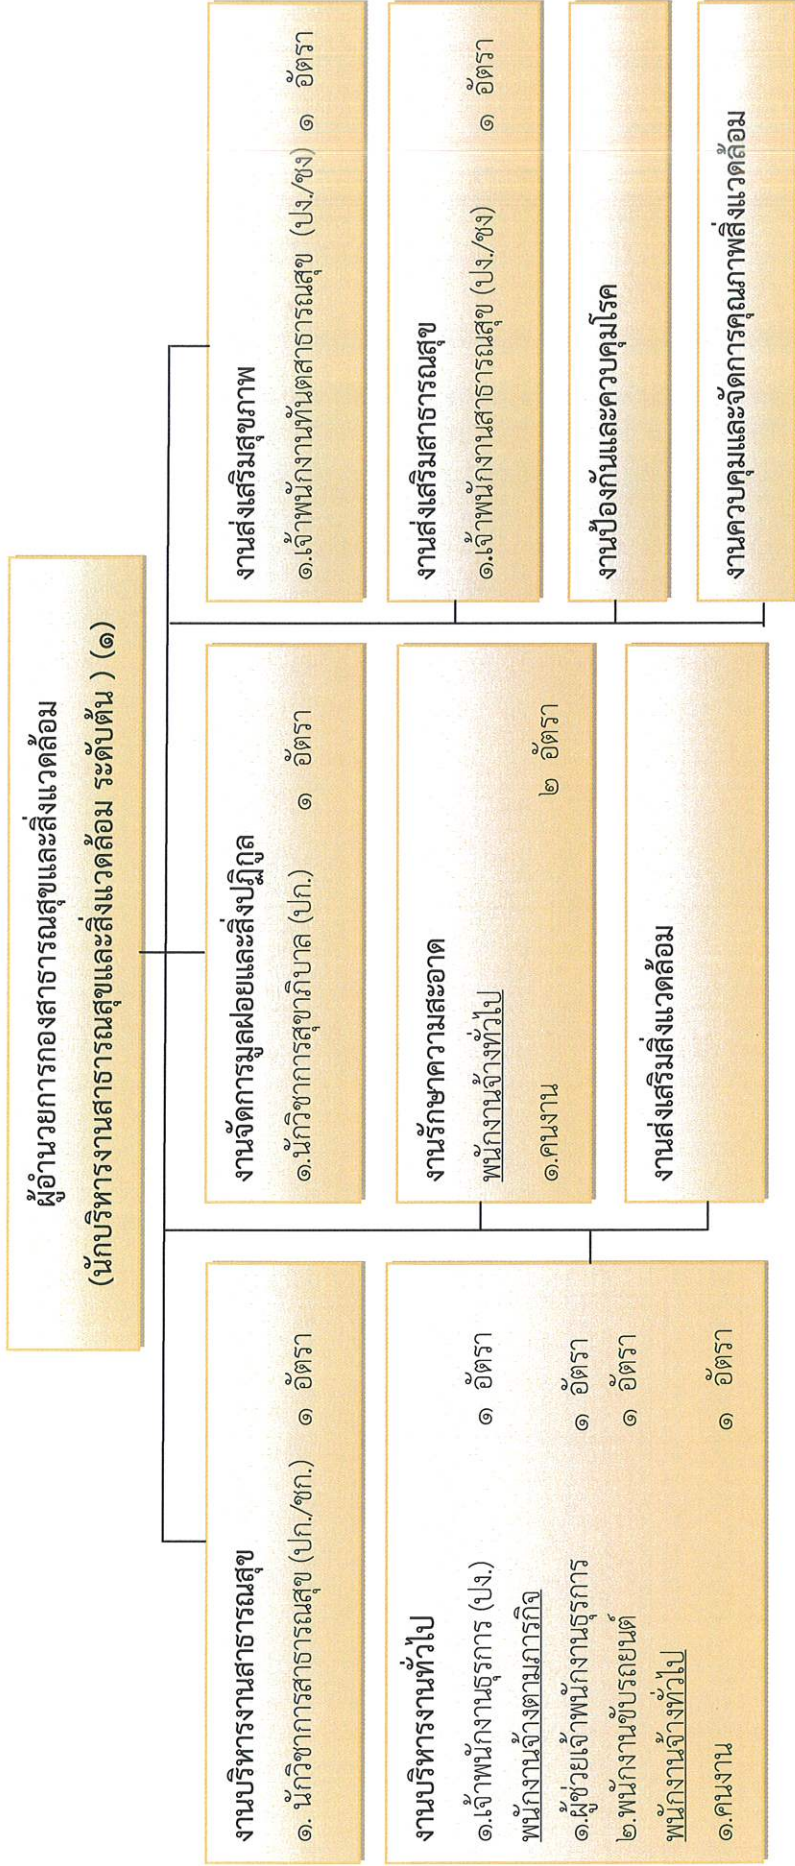 ผู้อำนวยการกองสาธารณสุขและสิ่งแวดล้อม
(นักบริหารงานสาธารณสุขและสิ่งแวดล้อม ระดับต้น ) (๑)
งานบริหารงานสาธารณสุข
๑. นักวิชาการสาธารณสุข (ปก./ชก.) ๑ อัตรา
งานบริหารงานทั่วไป
๑.เจ้าพนักงานธุรการ (ปง.) ๑ อัตรา
พนักงานจ้างตามภารกิจ
๑.ผู้ช่วยเจ้าพนักงานธุรการ ๑ อัตรา
๒.พนักงานขับรถยนต์ ๑ อัตรา
พนักงานจ้างทั่วไป
๑.คนงาน ๑ อัตรา
งานจัดการมูลฝอยและสิ่งปฏิกูล
๑.นักวิชาการสุขาภิบาล (ปก.) ๑ อัตรา
งานรักษาความสะอาด
พนักงานจ้างทั่วไป
๑.คนงาน ๒ อัตรา
งานส่งเสริมสิ่งแวดล้อม
งานส่งเสริมสุขภาพ
๑.เจ้าพนักงานทันตสาธารณสุข (ปง./ชง) ๑ อัตรา
งานส่งเสริมสาธารณสุข
๑.เจ้าพนักงานสาธารณสุข (ปง./ชง) ๑ อัตรา
งานป้องกันและควบคุมโรค
งานควบคุมและจัดการคุณภาพสิ่งแวดล้อม